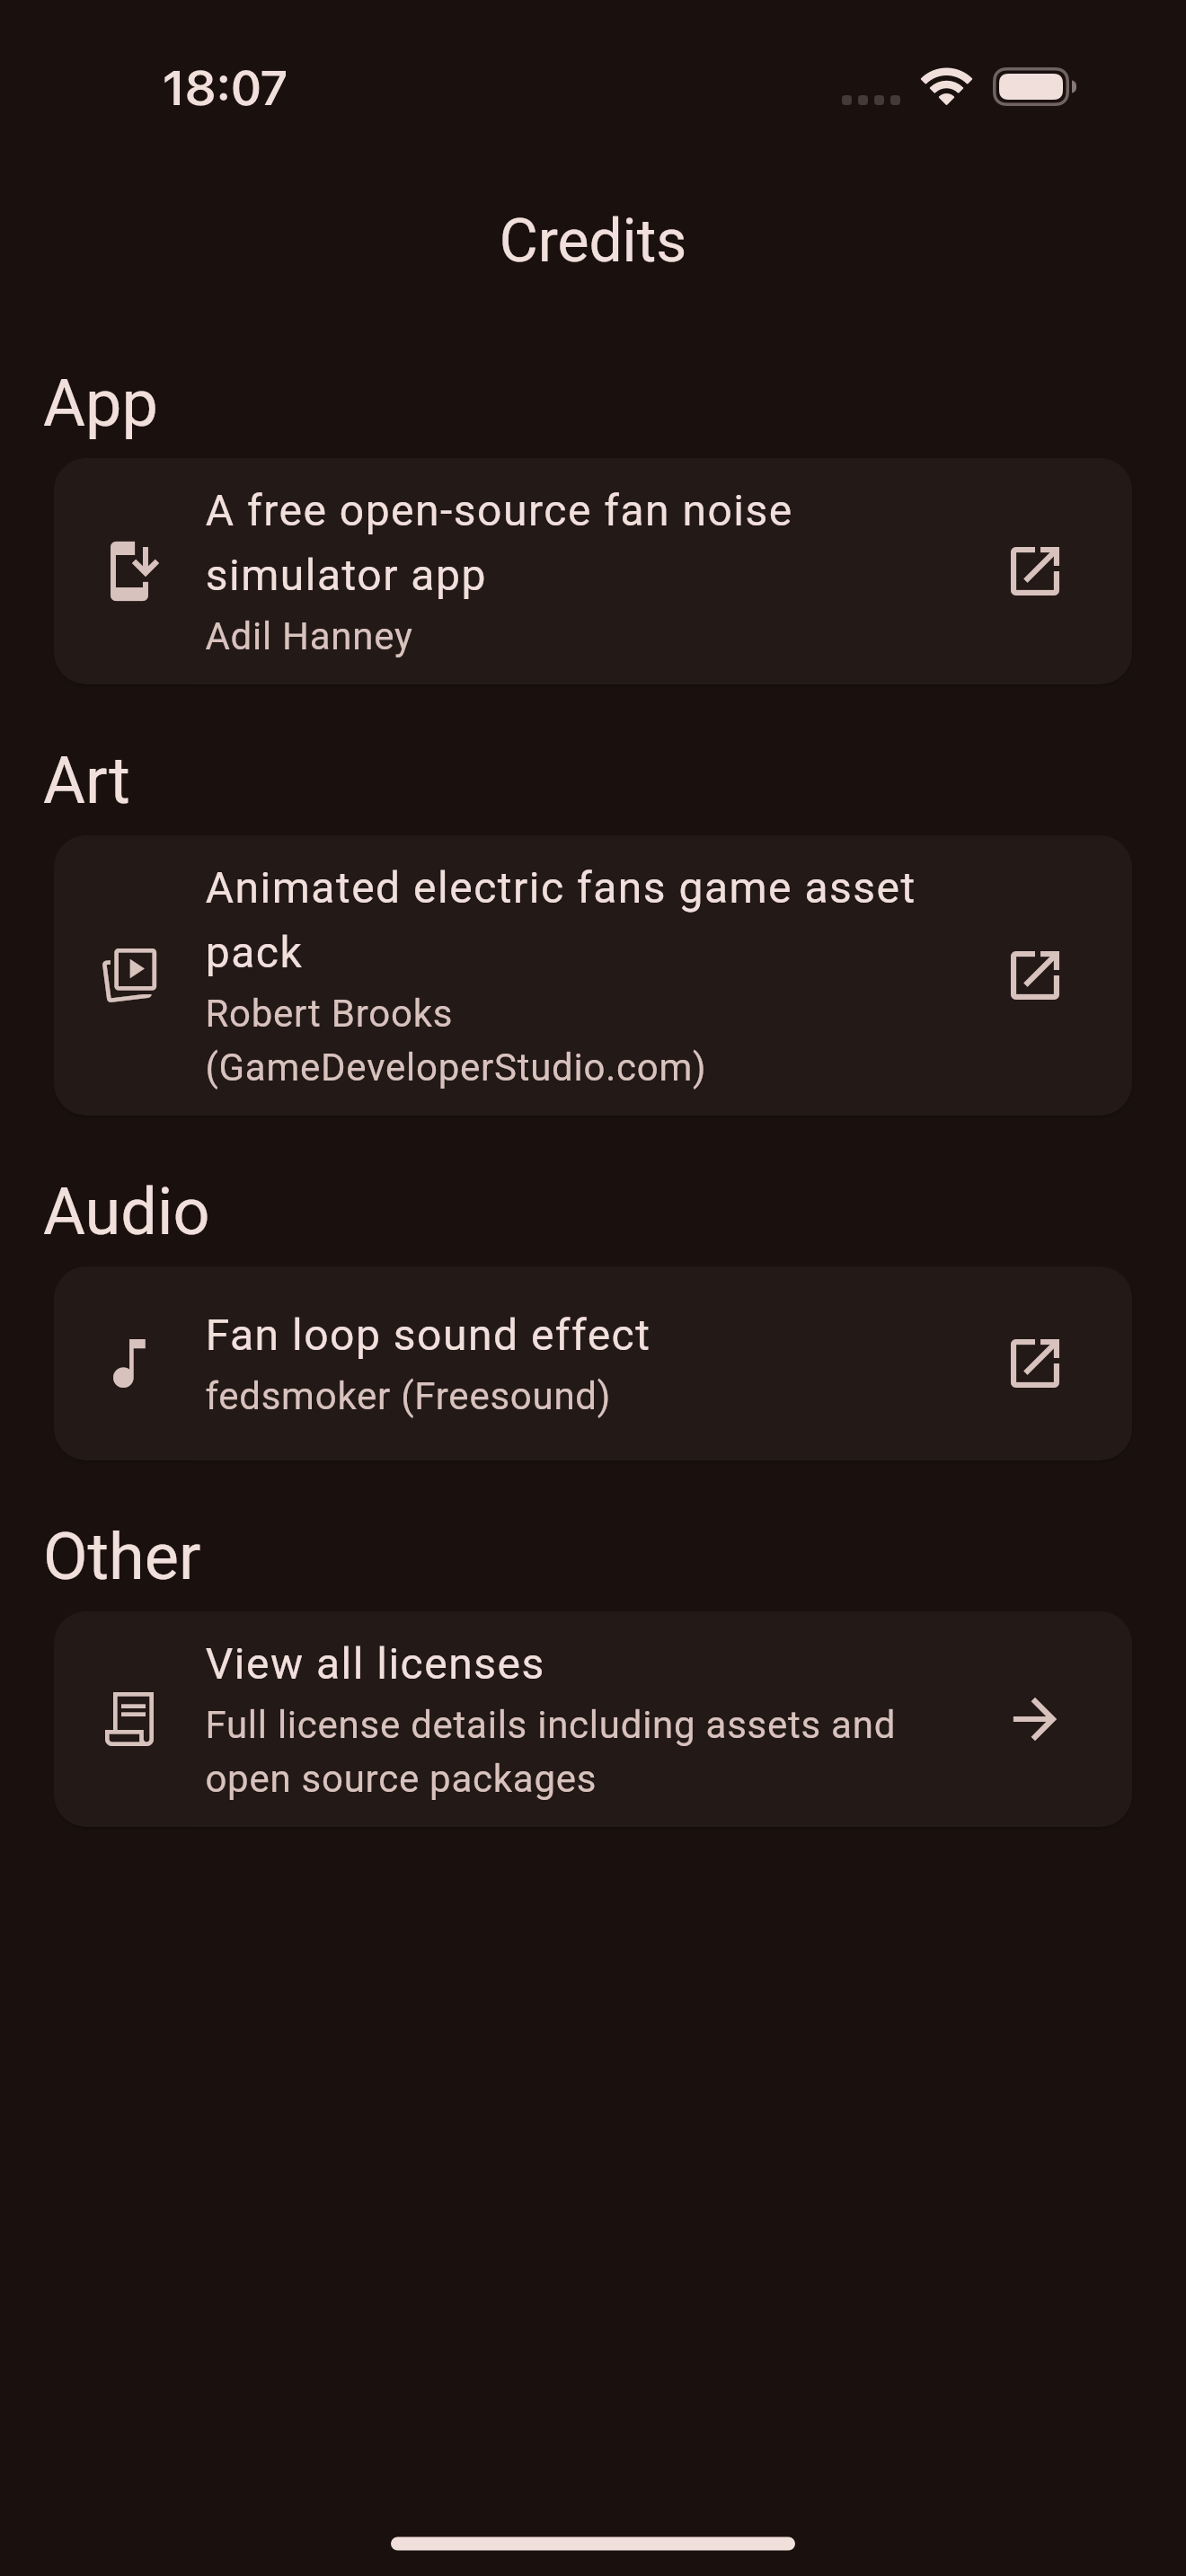 18:07
Credits
App
A free open-source fan noise
simulator app
Adil Hanney
Art
Animated electric fans game asset
pack
Robert Brooks
(GameDeveloperStudio.com)
Audio
Fan loop sound effect
fedsmoker (Freesound)
Other
View all licenses
Full license details including assets and
open source packages